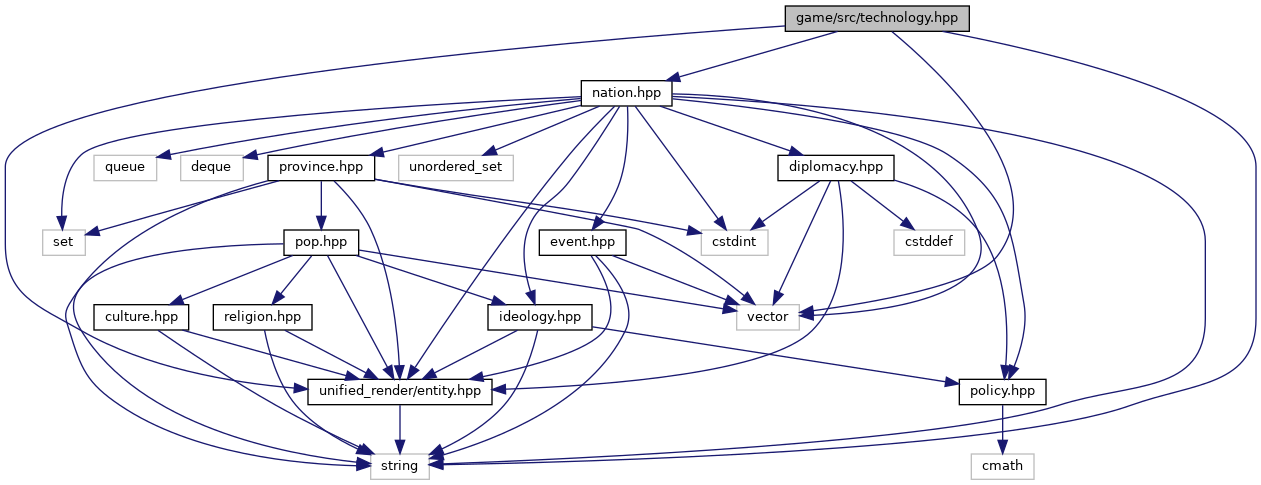 game/src/technology.hpp
nation.hpp
queue
deque
province.hpp
unordered_set
diplomacy.hpp
set
pop.hpp
event.hpp
cstdint
cstddef
culture.hpp
religion.hpp
ideology.hpp
vector
unified_render/entity.hpp
policy.hpp
string
cmath